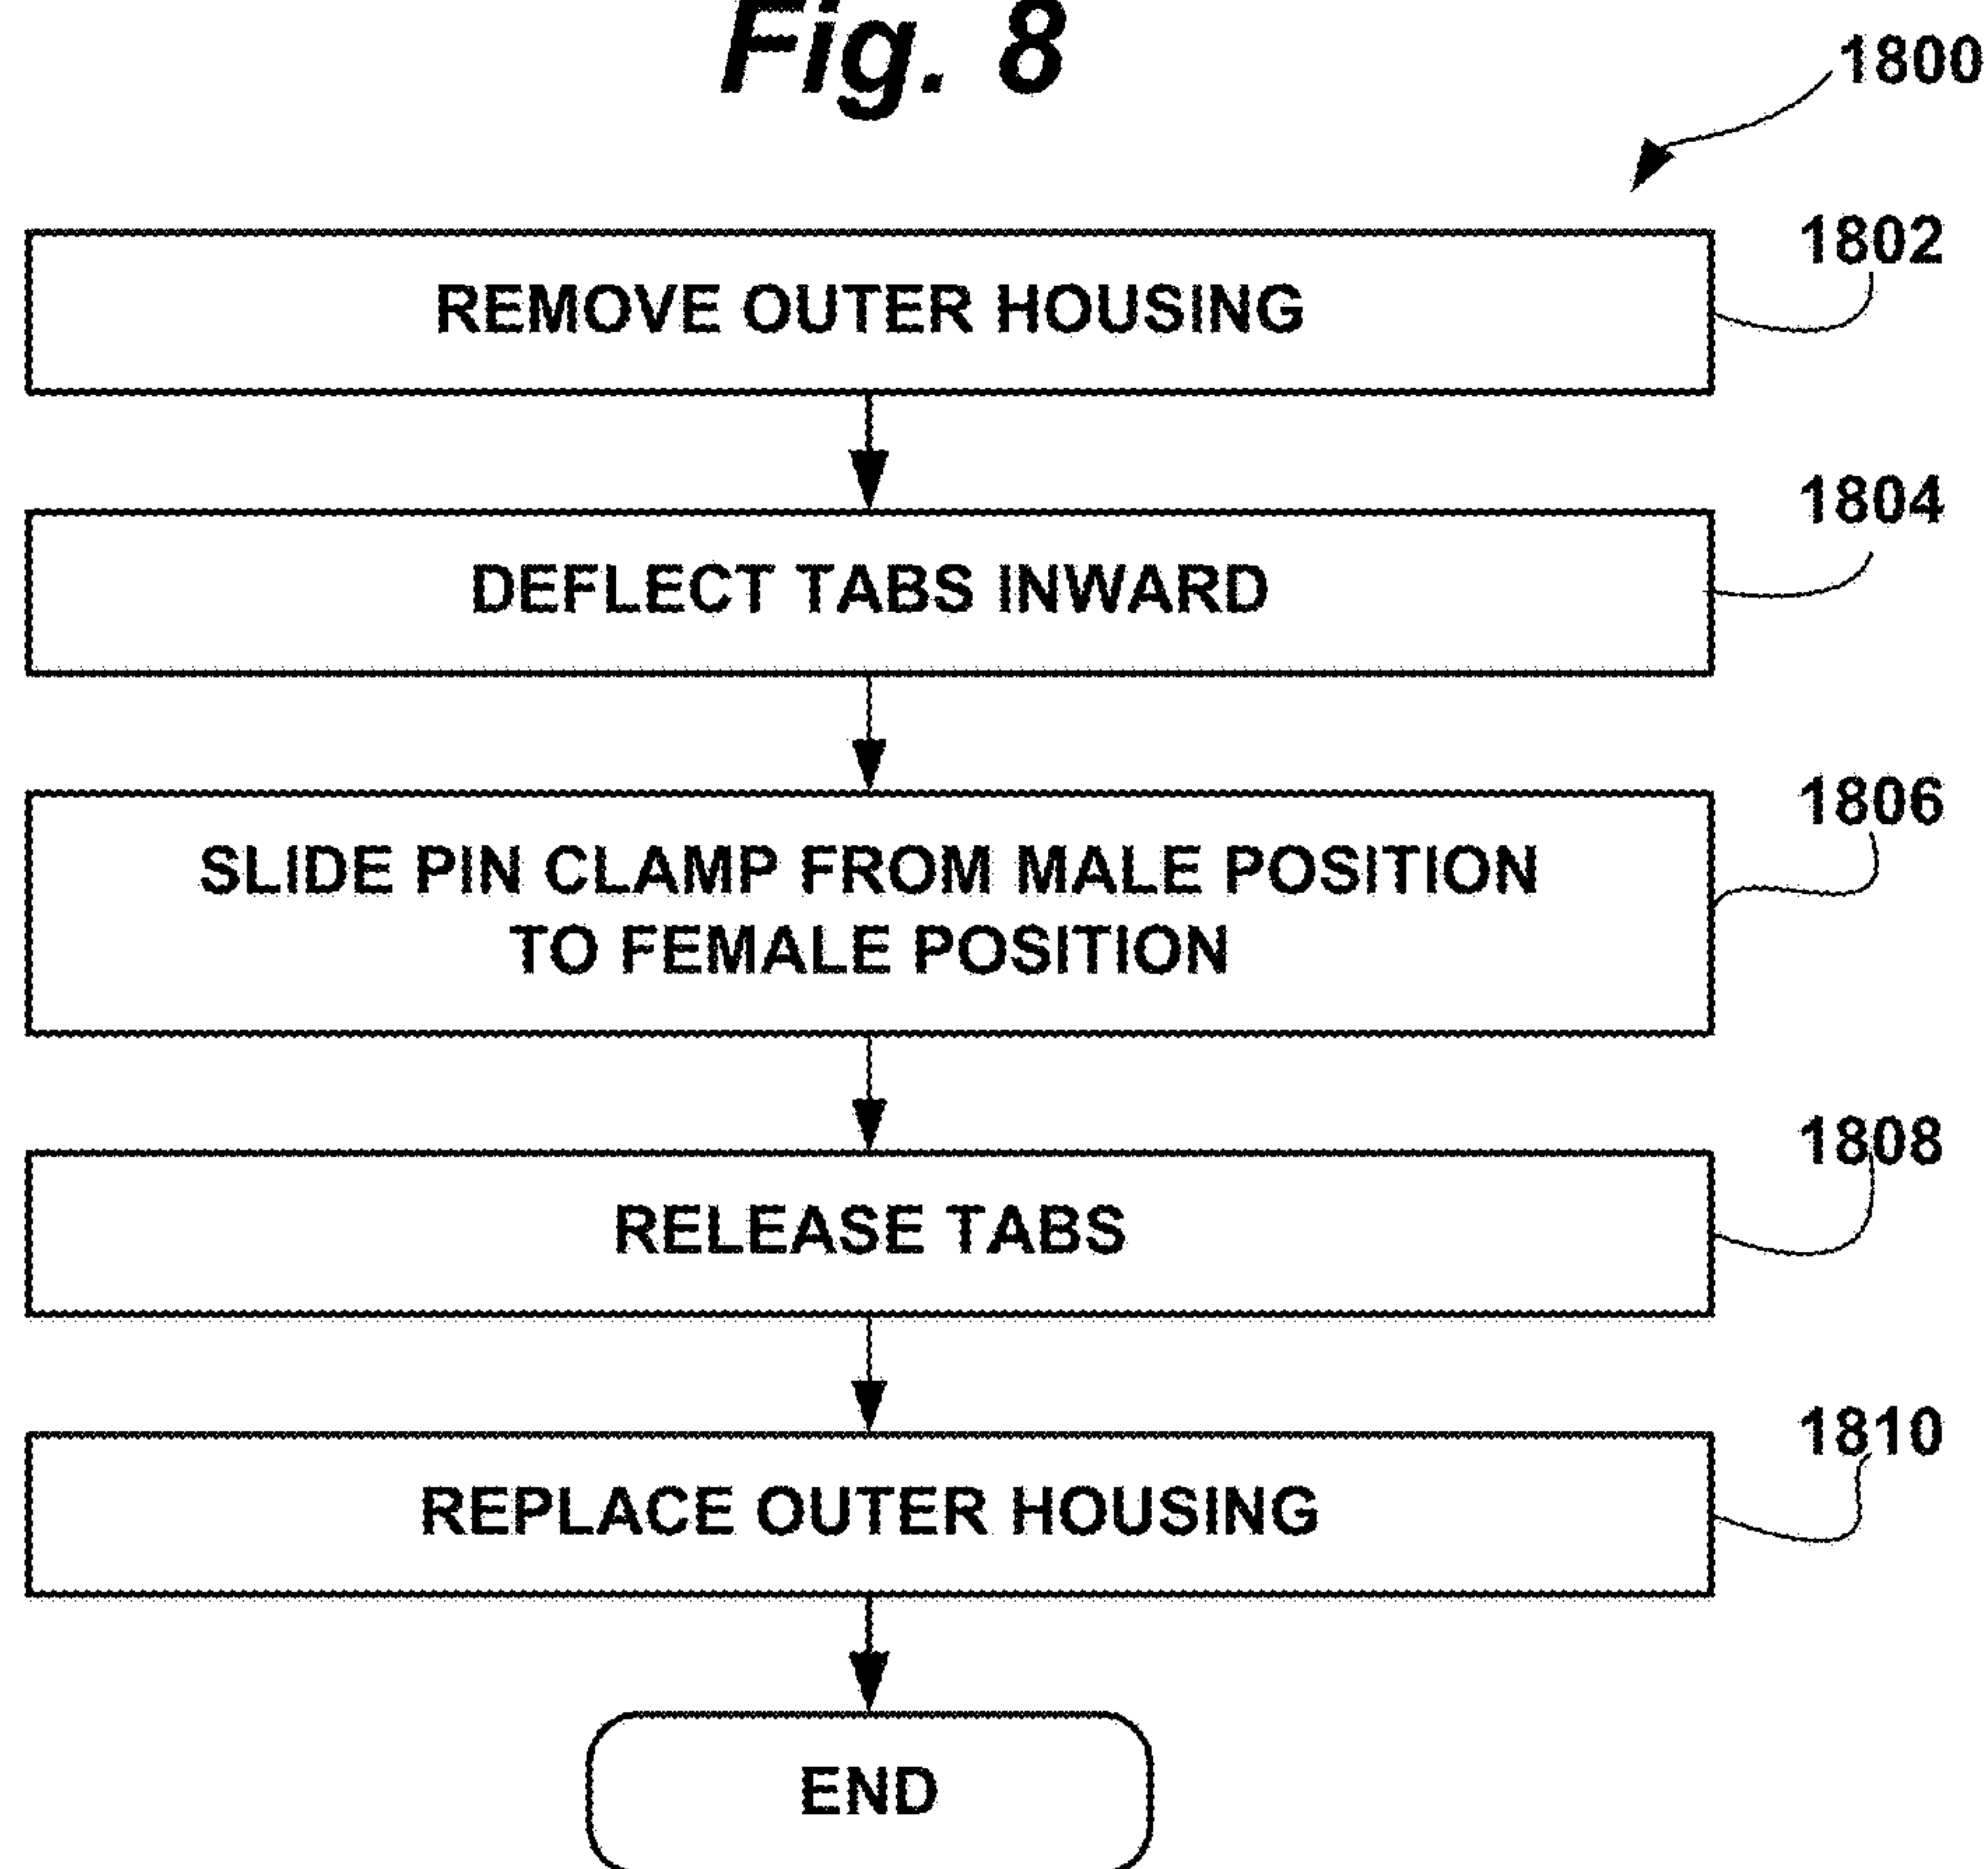 Fig. 8
1800
1802
REMOVE OUTER HOUSING
1804
DEFLECT TABS INWARD
1806
SLIDE PIN CLAMP FROM MALE POSITION
TO FEMALE POSITION
1808
RELEASE TABS
1810
REPLACE OUTER HOUSING
END